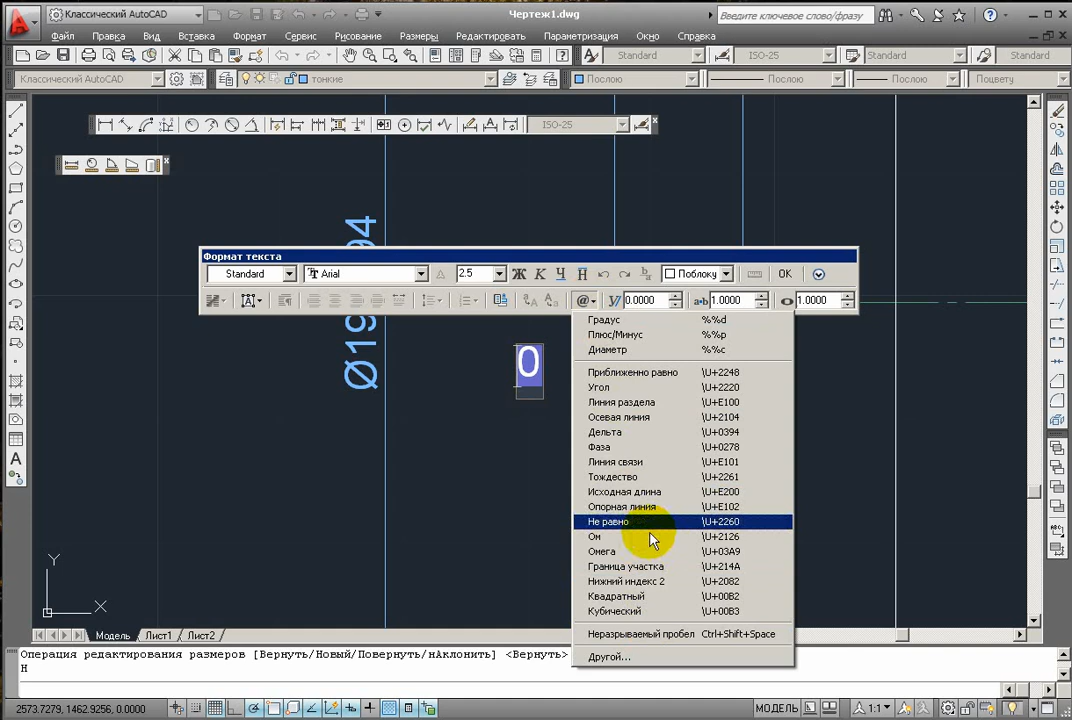 Классический AutoCAD
Чертеж1.dwg
Введите ключевое слово/фразу
Файл Правка Вид Вставка Формат Сервис Рисование Размеры Редактировать Параметризация Окно Справка
Standard ISO-25 Standard Standard
Классический AutoCAD тонкие Послою Послою Послою Поцвету
ISO-25
Формат текста
Standard Arial 2.5 Ж К Ч Н Поблоку OK
@ 0.0000 a·b 1.0000 1.0000
Градус %%d
Плюс/Минус %%p
Диаметр %%c
Приближенно равно \U+2248
Угол \U+2220
Линия раздела \U+E100
Осевая линия \U+2104
Дельта \U+0394
Фаза \U+0278
Линия связи \U+E101
Тождество \U+2261
Исходная длина \U+E200
Опорная линия \U+E102
Не равно \U+2260
Ом \U+2126
Омега \U+03A9
Граница участка \U+214A
Нижний индекс 2 \U+2082
Квадратный \U+00B2
Кубический \U+00B3
Неразрываемый пробел Ctrl+Shift+Space
Другой...
0
Y
X
Модель Лист1 Лист2
Операция редактирования размеров [Вернуть/Новый/Повернуть/нАклонить] <Вернуть>
Н
2573.7279, 1462.9256, 0.0000
МОДЕЛЬ 1:1